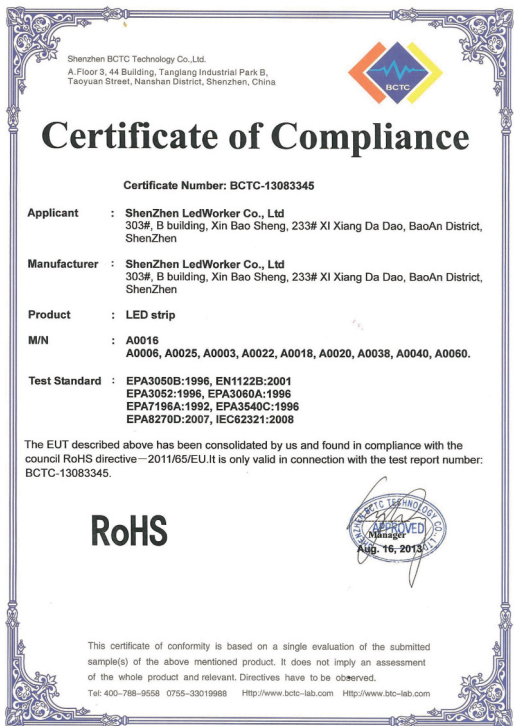 Shenzhen BCTC Technology Co.,Ltd.
A.Floor 3, 44 Building, Tanglang Industrial Park B,
Taoyuan Street, Nanshan District, Shenzhen, China
BCTC
Certificate of Compliance
Certificate Number: BCTC-13083345
Applicant : ShenZhen LedWorker Co., Ltd
303#, B building, Xin Bao Sheng, 233# XI Xiang Da Dao, BaoAn District,
ShenZhen
Manufacturer : ShenZhen LedWorker Co., Ltd
303#, B building, Xin Bao Sheng, 233# XI Xiang Da Dao, BaoAn District,
ShenZhen
Product : LED strip
M/N : A0016
A0006, A0025, A0003, A0022, A0018, A0020, A0038, A0040, A0060.
Test Standard : EPA3050B:1996, EN1122B:2001
EPA3052:1996, EPA3060A:1996
EPA7196A:1992, EPA3540C:1996
EPA8270D:2007, IEC62321:2008
The EUT described above has been consolidated by us and found in compliance with the
council RoHS directive—2011/65/EU.It is only valid in connection with the test report number:
BCTC-13083345.
RoHS
SHENZHEN BCTC TECHNOLOGY CO., LTD
APPROVED
Manager
Aug. 16, 2013
This certificate of conformity is based on a single evaluation of the submitted
sample(s) of the above mentioned product. It does not imply an assessment
of the whole product and relevant. Directives have to be observed.
Tel: 400-788-9558 0755-33019988 Http://www.bctc-lab.com Http://www.btc-lab.com